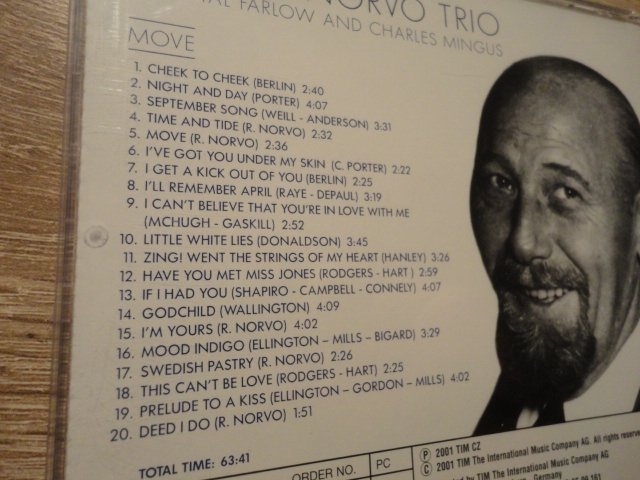 NORVO TRIO
TAL FARLOW AND CHARLES MINGUS
MOVE
1. CHEEK TO CHEEK (BERLIN) 2:40
2. NIGHT AND DAY (PORTER) 4:07
3. SEPTEMBER SONG (WEILL - ANDERSON) 3:31
4. TIME AND TIDE (R. NORVO) 2:32
5. MOVE (R. NORVO) 2:36
6. I'VE GOT YOU UNDER MY SKIN (C. PORTER) 2:22
7. I GET A KICK OUT OF YOU (BERLIN) 2:25
8. I'LL REMEMBER APRIL (RAYE - DEPAUL) 3:19
9. I CAN'T BELIEVE THAT YOU'RE IN LOVE WITH ME
(MCHUGH - GASKILL) 2:52
10. LITTLE WHITE LIES (DONALDSON) 3:45
11. ZING! WENT THE STRINGS OF MY HEART (HANLEY) 3:26
12. HAVE YOU MET MISS JONES (RODGERS - HART ) 2:59
13. IF I HAD YOU (SHAPIRO - CAMPBELL - CONNELY) 4:07
14. GODCHILD (WALLINGTON) 4:09
15. I'M YOURS (R. NORVO) 4:02
16. MOOD INDIGO (ELLINGTON – MILLS – BIGARD) 3:29
17. SWEDISH PASTRY (R. NORVO) 2:26
18. THIS CAN'T BE LOVE (RODGERS - HART) 2:25
19. PRELUDE TO A KISS (ELLINGTON – GORDON – MILLS) 4:02
20. DEED I DO (R. NORVO) 1:51
TOTAL TIME: 63:41
ORDER NO. PC
Ⓟ 2001 TIM CZ
© 2001 TIM The International Music Company AG. All rights reserve
by TIM The International Music Company AG
Germany